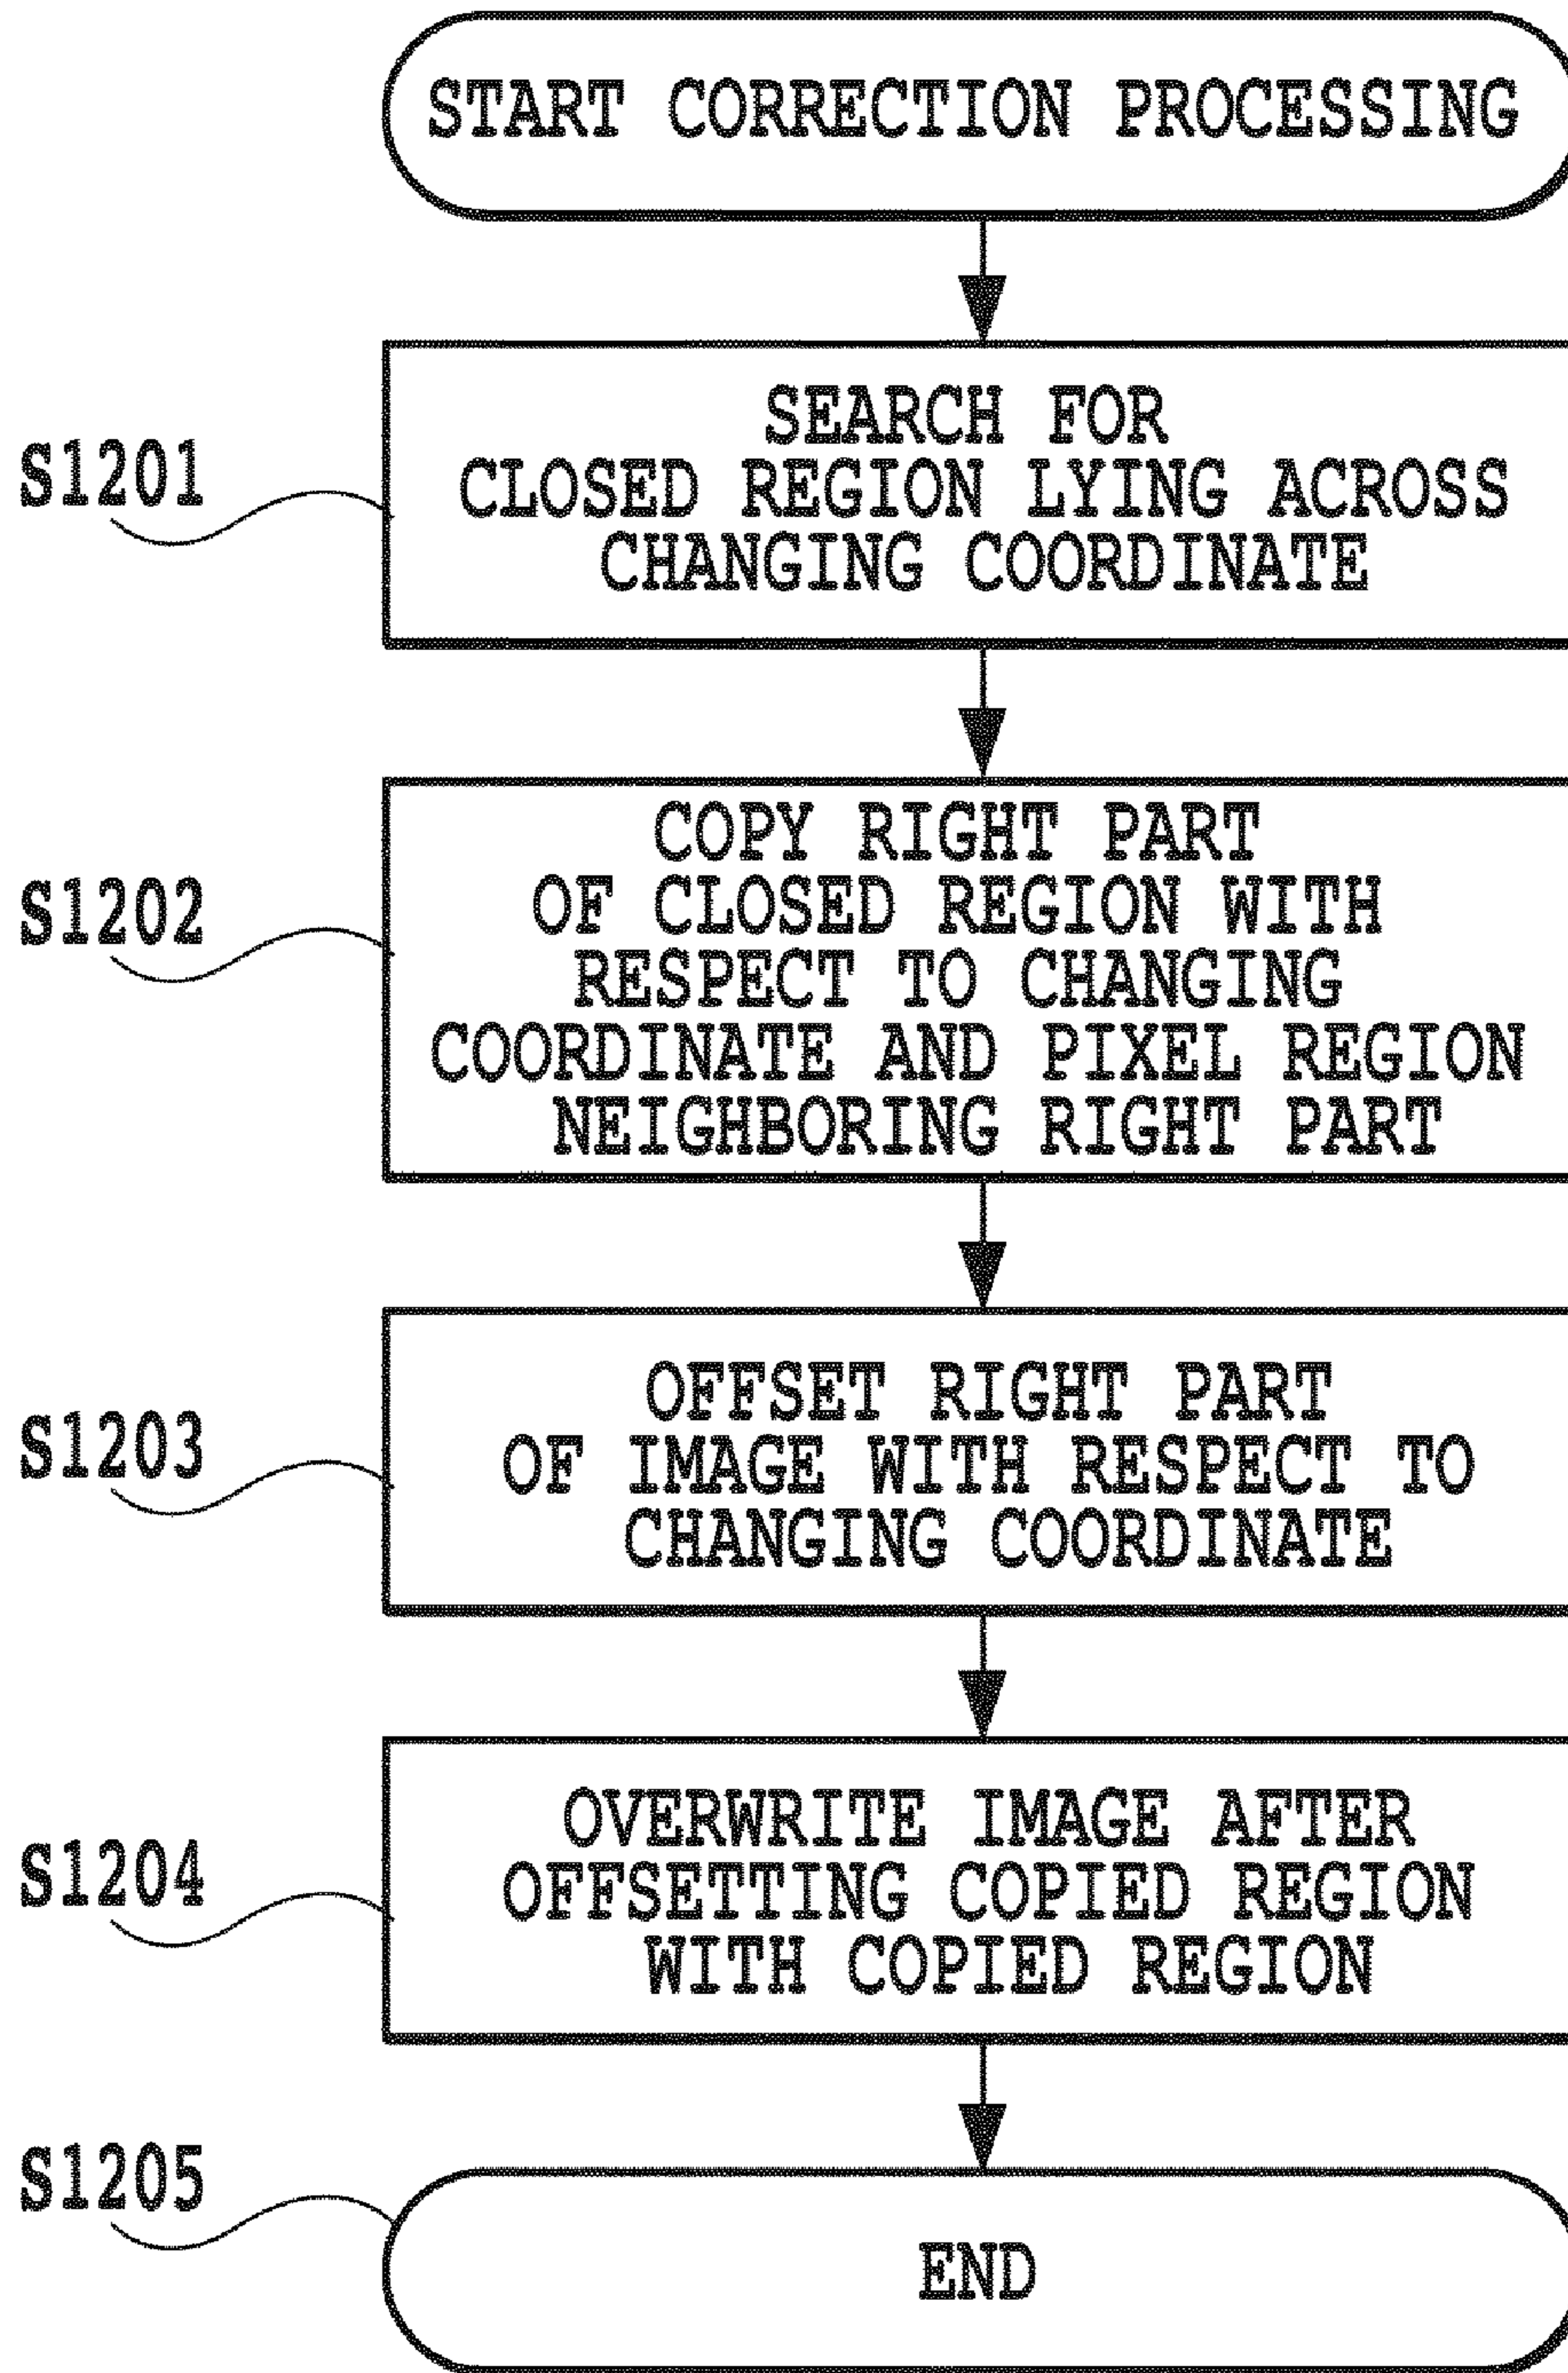 START CORRECTION PROCESSING
S1201
SEARCH FOR
CLOSED REGION LYING ACROSS
CHANGING COORDINATE
S1202
COPY RIGHT PART
OF CLOSED REGION WITH
RESPECT TO CHANGING
COORDINATE AND PIXEL REGION
NEIGHBORING RIGHT PART
S1203
OFFSET RIGHT PART
OF IMAGE WITH RESPECT TO
CHANGING COORDINATE
S1204
OVERWRITE IMAGE AFTER
OFFSETTING COPIED REGION
WITH COPIED REGION
S1205
END